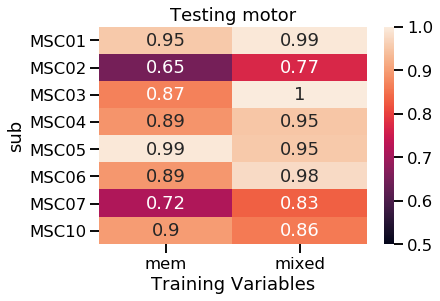 Testing motor
MSC01 0.95 0.99 1.0
MSC02 0.65 0.77 0.9
MSC03 0.87 1
MSC04 0.89 0.95 0.8
MSC05 0.99 0.95 0.7
MSC06 0.89 0.98
MSC07 0.72 0.83 0.6
MSC10 0.9 0.86 0.5
sub
mem mixed
Training Variables